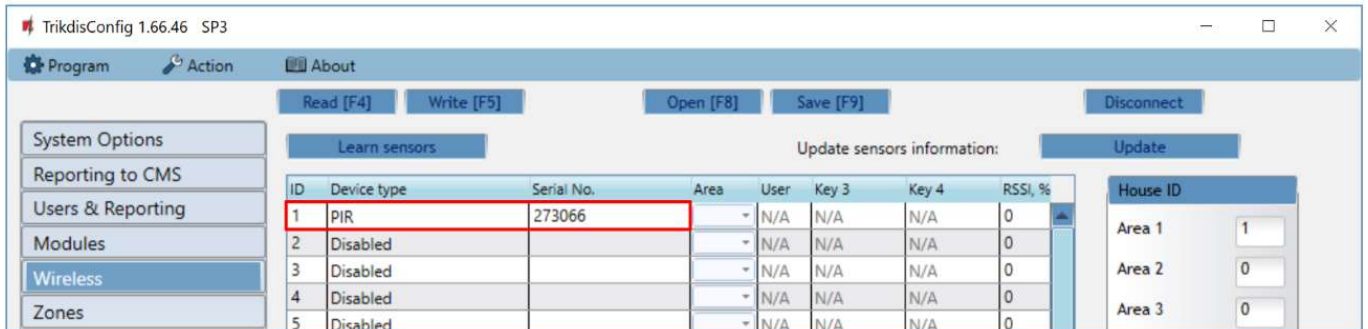 TrikdisConfig 1.66.46 SP3
Program Action About
Read [F4] Write [F5] Open [F8] Save [F9] Disconnect
System Options
Reporting to CMS
Users & Reporting
Modules
Wireless
Zones
Learn sensors Update sensors information: Update
ID Device type Serial No. Area User Key 3 Key 4 RSSI, %
1 PIR 273066 N/A N/A N/A 0
2 Disabled N/A N/A N/A 0
3 Disabled N/A N/A N/A 0
4 Disabled N/A N/A N/A 0
5 Disabled N/A N/A N/A 0
House ID
Area 1 1
Area 2 0
Area 3 0